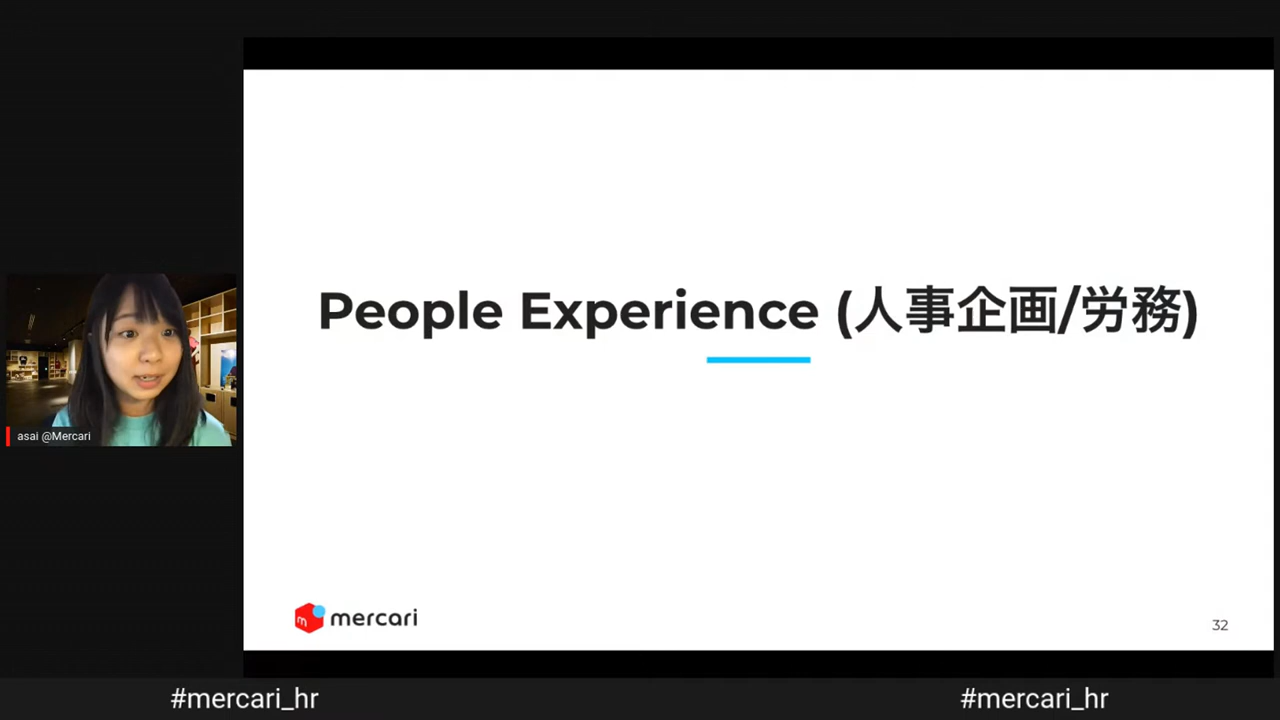 People Experience (人事企画/労務)
asai @Mercari
mercari
32
#mercari_hr
#mercari_hr